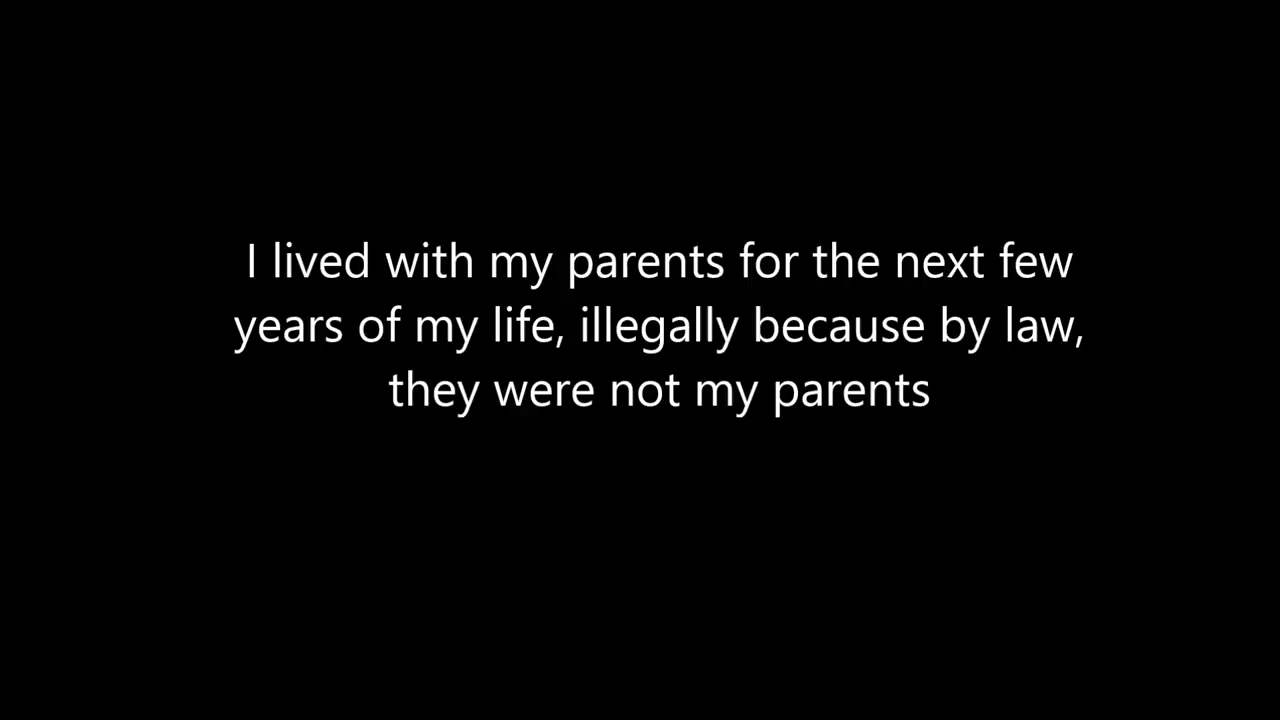 I lived with my parents for the next few
years of my life, illegally because by law,
they were not my parents